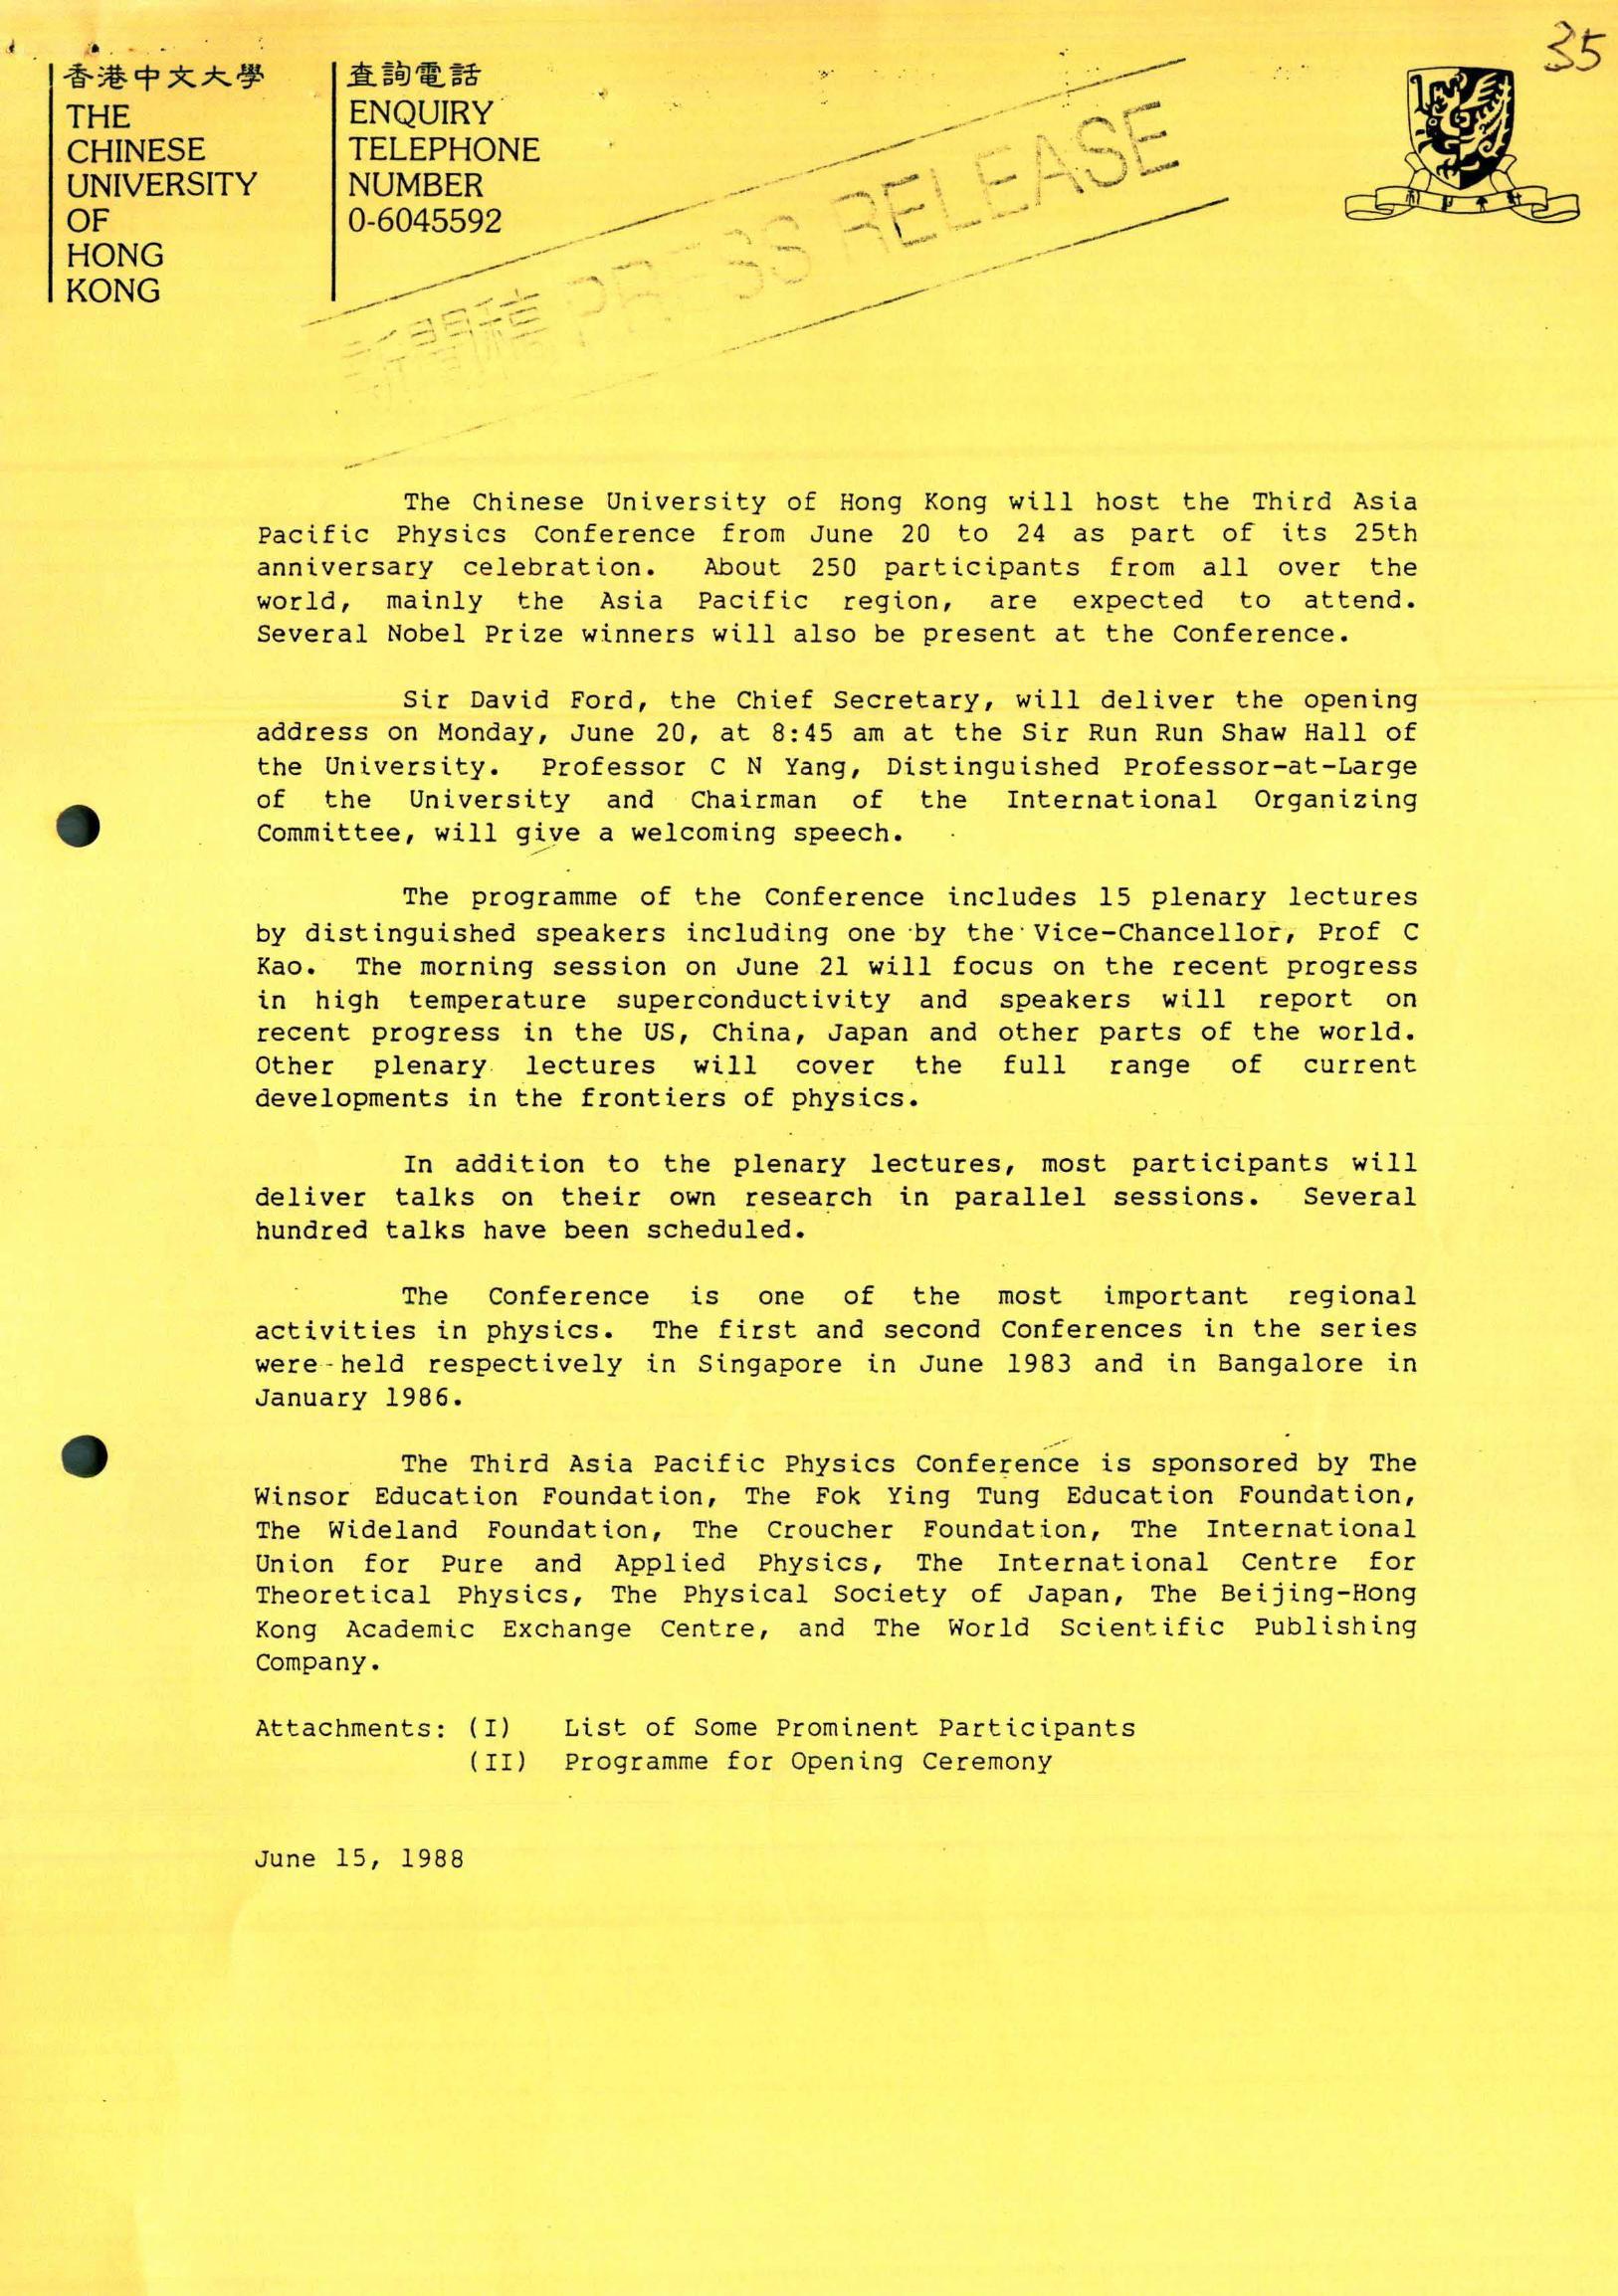 35
香港中文大學
THE
CHINESE
UNIVERSITY
OF
HONG
KONG
查詢電話
ENQUIRY
TELEPHONE
NUMBER
0-6045592
新聞稿 PRESS RELEASE
The Chinese University of Hong Kong will host the Third Asia
Pacific Physics Conference from June 20 to 24 as part of its 25th
anniversary celebration. About 250 participants from all over the
world, mainly the Asia Pacific region, are expected to attend.
Several Nobel Prize winners will also be present at the Conference.
Sir David Ford, the Chief Secretary, will deliver the opening
address on Monday, June 20, at 8:45 am at the Sir Run Run Shaw Hall of
the University. Professor C N Yang, Distinguished Professor-at-Large
of the University and Chairman of the International Organizing
Committee, will give a welcoming speech.
The programme of the Conference includes 15 plenary lectures
by distinguished speakers including one by the Vice-Chancellor, Prof C
Kao. The morning session on June 21 will focus on the recent progress
in high temperature superconductivity and speakers will report on
recent progress in the US, China, Japan and other parts of the world.
Other plenary lectures will cover the full range of current
developments in the frontiers of physics.
In addition to the plenary lectures, most participants will
deliver talks on their own research in parallel sessions. Several
hundred talks have been scheduled.
The Conference is one of the most important regional
activities in physics. The first and second Conferences in the series
were held respectively in Singapore in June 1983 and in Bangalore in
January 1986.
The Third Asia Pacific Physics Conference is sponsored by The
Winsor Education Foundation, The Fok Ying Tung Education Foundation,
The Wideland Foundation, The Croucher Foundation, The International
Union for Pure and Applied Physics, The International Centre for
Theoretical Physics, The Physical Society of Japan, The Beijing-Hong
Kong Academic Exchange Centre, and The World Scientific Publishing
Company.
Attachments: (I) List of Some Prominent Participants
(II) Programme for Opening Ceremony
June 15, 1988